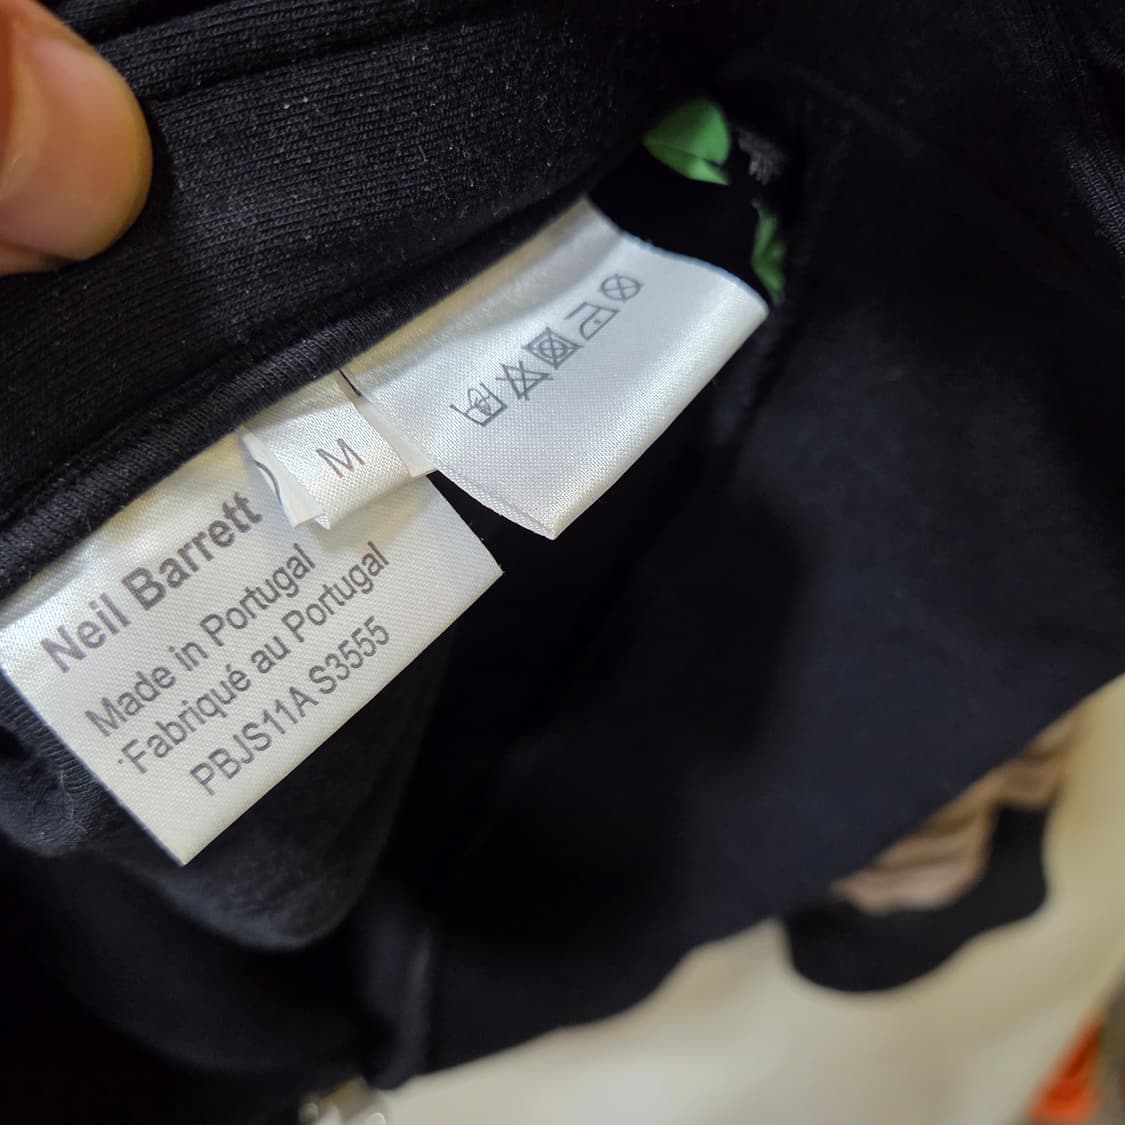 M
Neil Barrett
Made in Portugal
Fabriqué au Portugal
PBJS11A S3555